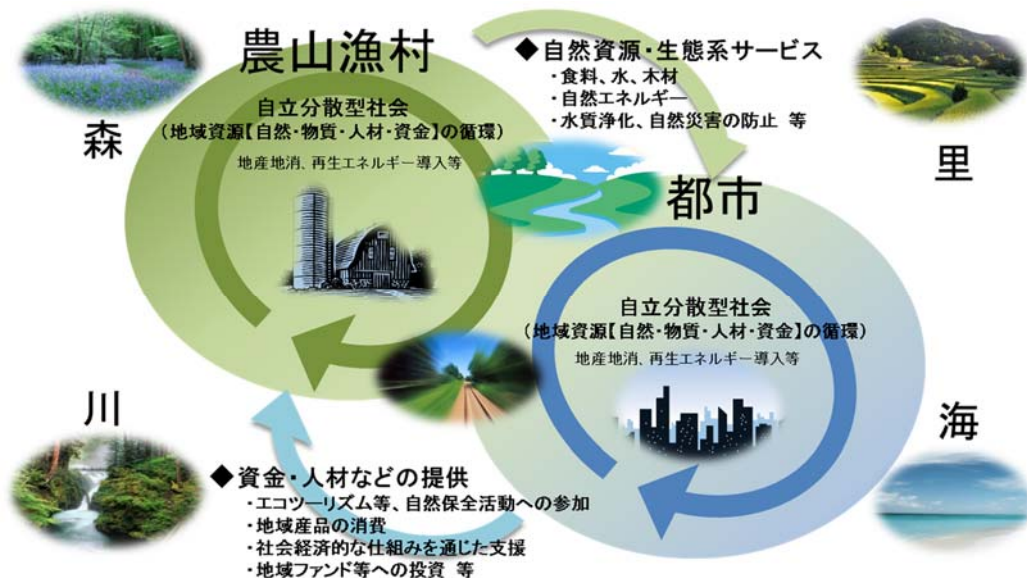 農山漁村
◆自然資源・生態系サービス
・食料、水、木材
・自然エネルギー
・水質浄化、自然災害の防止 等
森
里
自立分散型社会
(地域資源【自然・物質・人材・資金】の循環)
地産地消、再生エネルギー導入等
都市
自立分散型社会
(地域資源【自然・物質・人材・資金】の循環)
地産地消、再生エネルギー導入等
川
海
◆資金・人材などの提供
・エコツーリズム等、自然保全活動への参加
・地域産品の消費
・社会経済的な仕組みを通じた支援
・地域ファンド等への投資 等